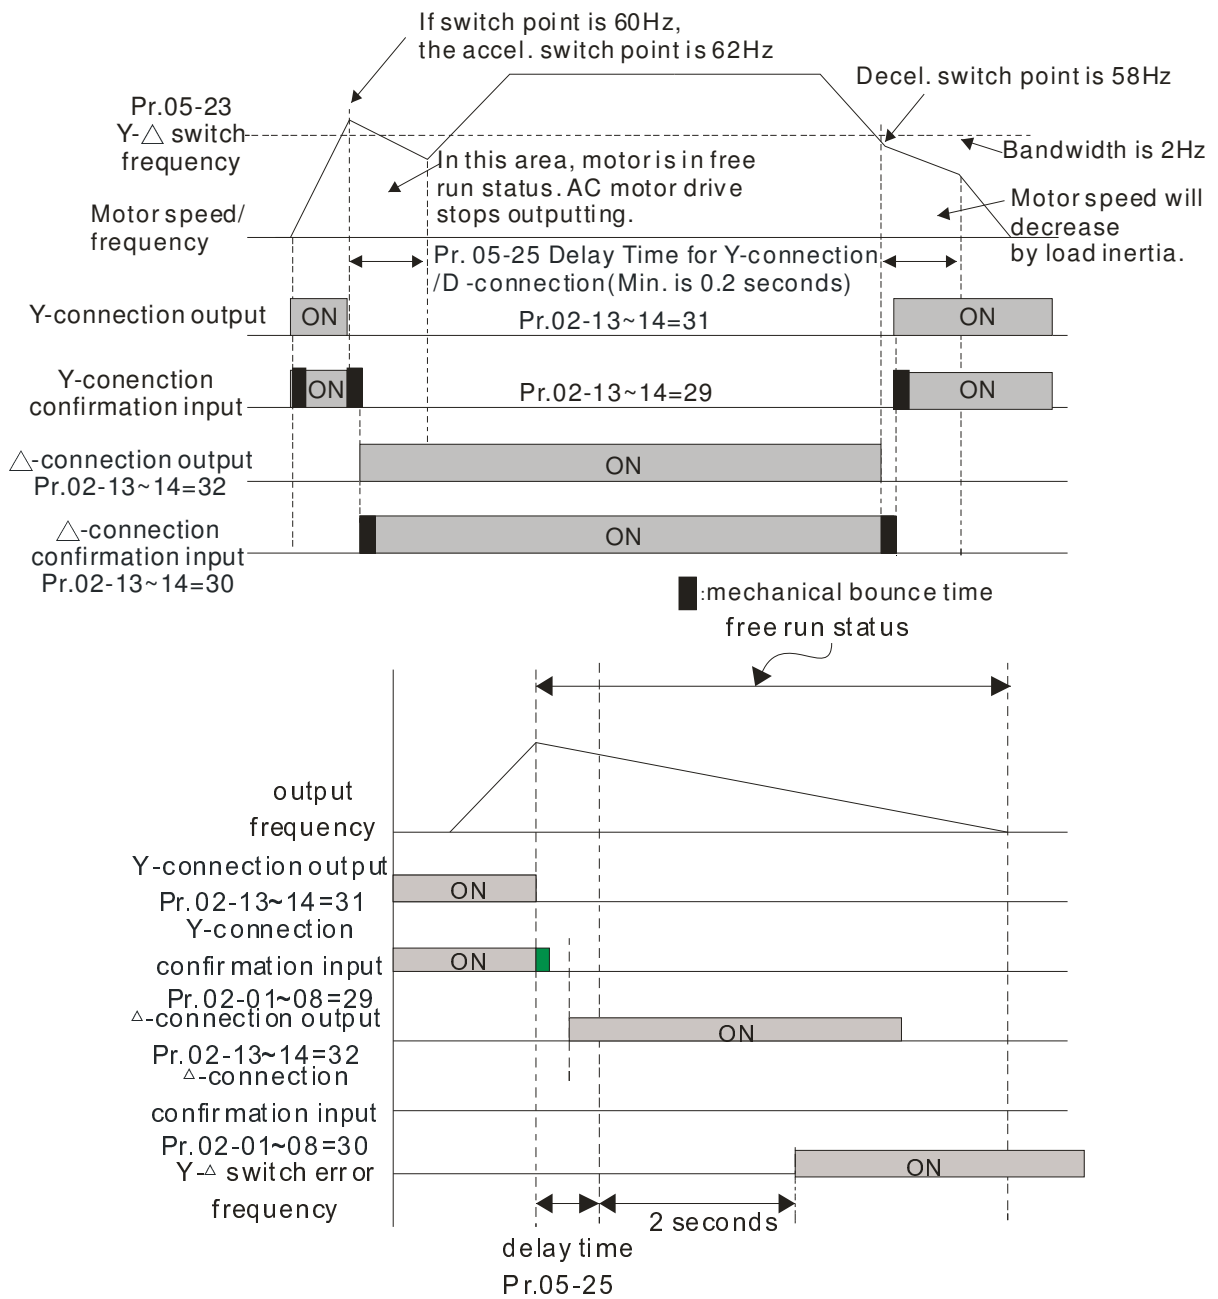 If switch point is 60Hz,
the accel. switch point is 62Hz
Decel. switch point is 58Hz
Pr.05-23
Y-△ switch
frequency
Bandwidth is 2Hz
In this area, motor is in free
run status. AC motor drive
stops outputting.
Motor speed/
frequency
Motor speed will
decrease
by load inertia.
Pr. 05-25 Delay Time for Y-connection
/D -connection(Min. is 0.2 seconds)
Y-connection output
ON
Pr.02-13~14=31
ON
Y-conenction
confirmation input
ON
Pr.02-13~14=29
ON
△-connection output
Pr.02-13~14=32
ON
△-connection
confirmation input
Pr.02-13~14=30
ON
:mechanical bounce time
free run status
output
frequency
Y-connection output
Pr.02-13~14=31
ON
Y-connection
confirmation input
Pr.02-01~08=29
ON
△-connection output
Pr.02-13~14=32
ON
△-connection
confirmation input
Pr.02-01~08=30
Y-△ switch error
frequency
ON
2 seconds
delay time
Pr.05-25